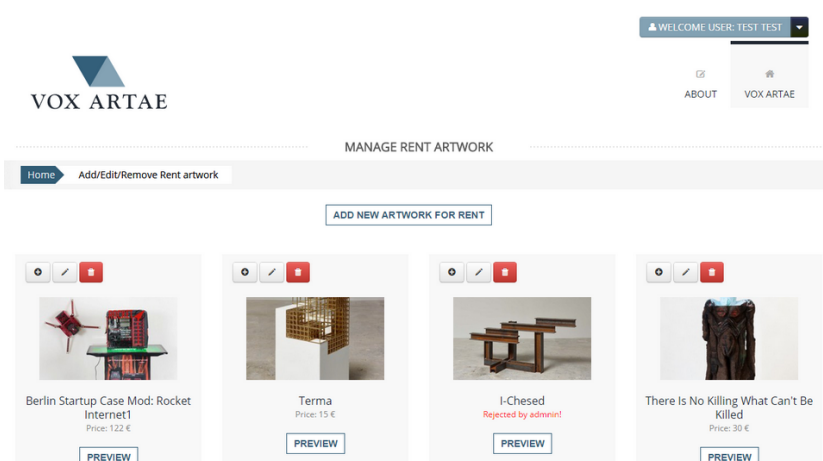 WELCOME USER: TEST TEST
VOX ARTAE
ABOUT
VOX ARTAE
MANAGE RENT ARTWORK
Home
Add/Edit/Remove Rent artwork
ADD NEW ARTWORK FOR RENT
Berlin Startup Case Mod: Rocket
Internet1
Price: 122 €
PREVIEW
Terma
Price: 15 €
PREVIEW
I-Chesed
Rejected by admnin!
PREVIEW
There Is No Killing What Can't Be
Killed
Price: 30 €
PREVIEW